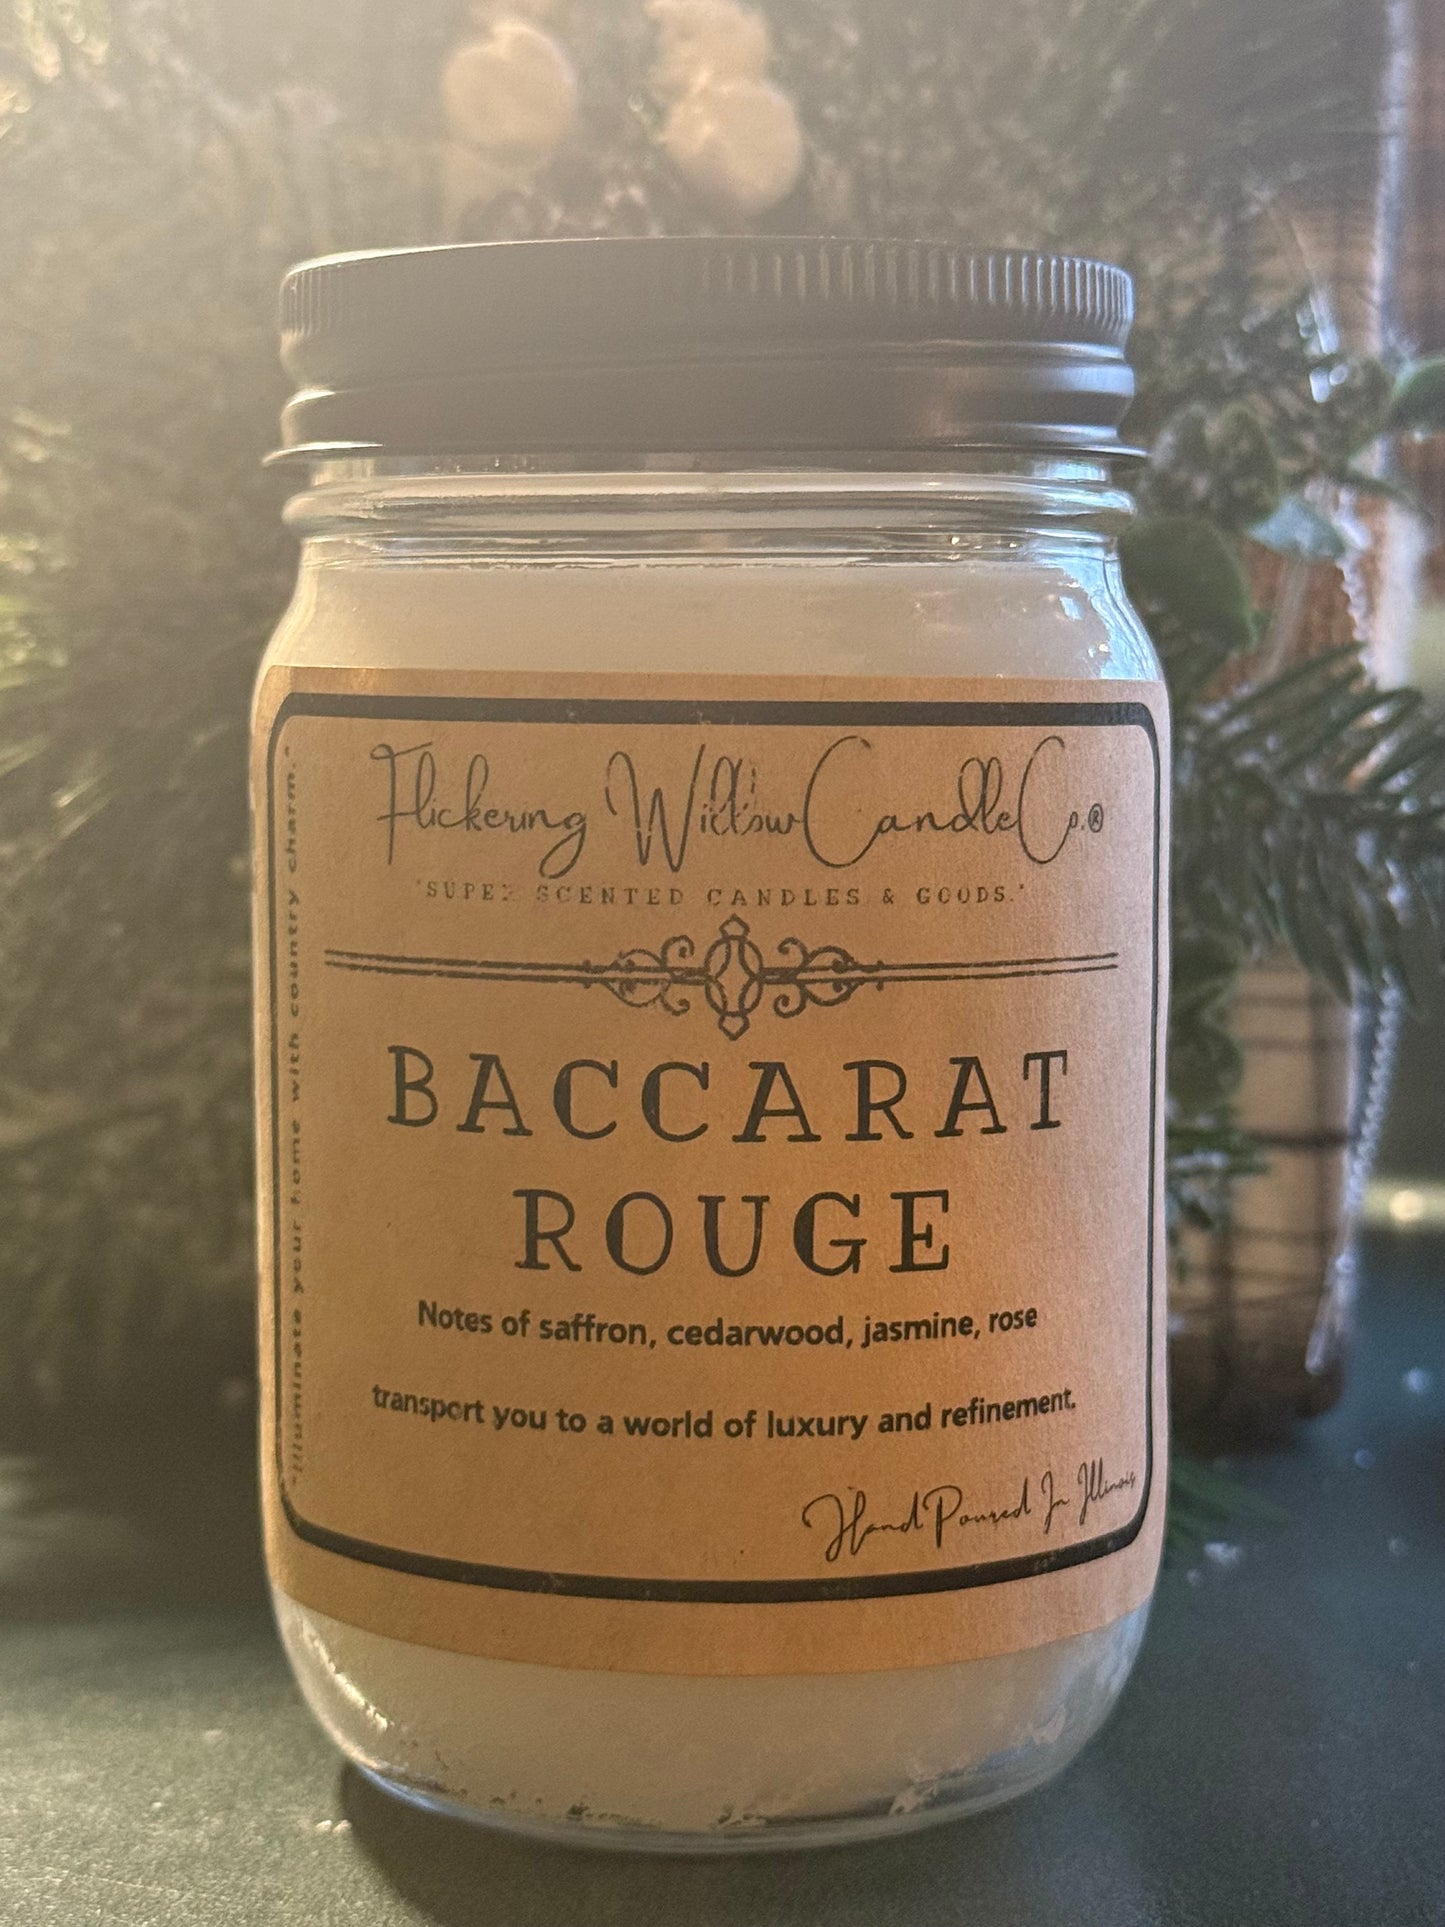 Flickering Willow Candle Co.®
"SUPER SCENTED CANDLES & GOODS."
BACCARAT
ROUGE
Notes of saffron, cedarwood, jasmine, rose
transport you to a world of luxury and refinement.
Hand Poured In Illinois
"Illuminate your home with country charm."